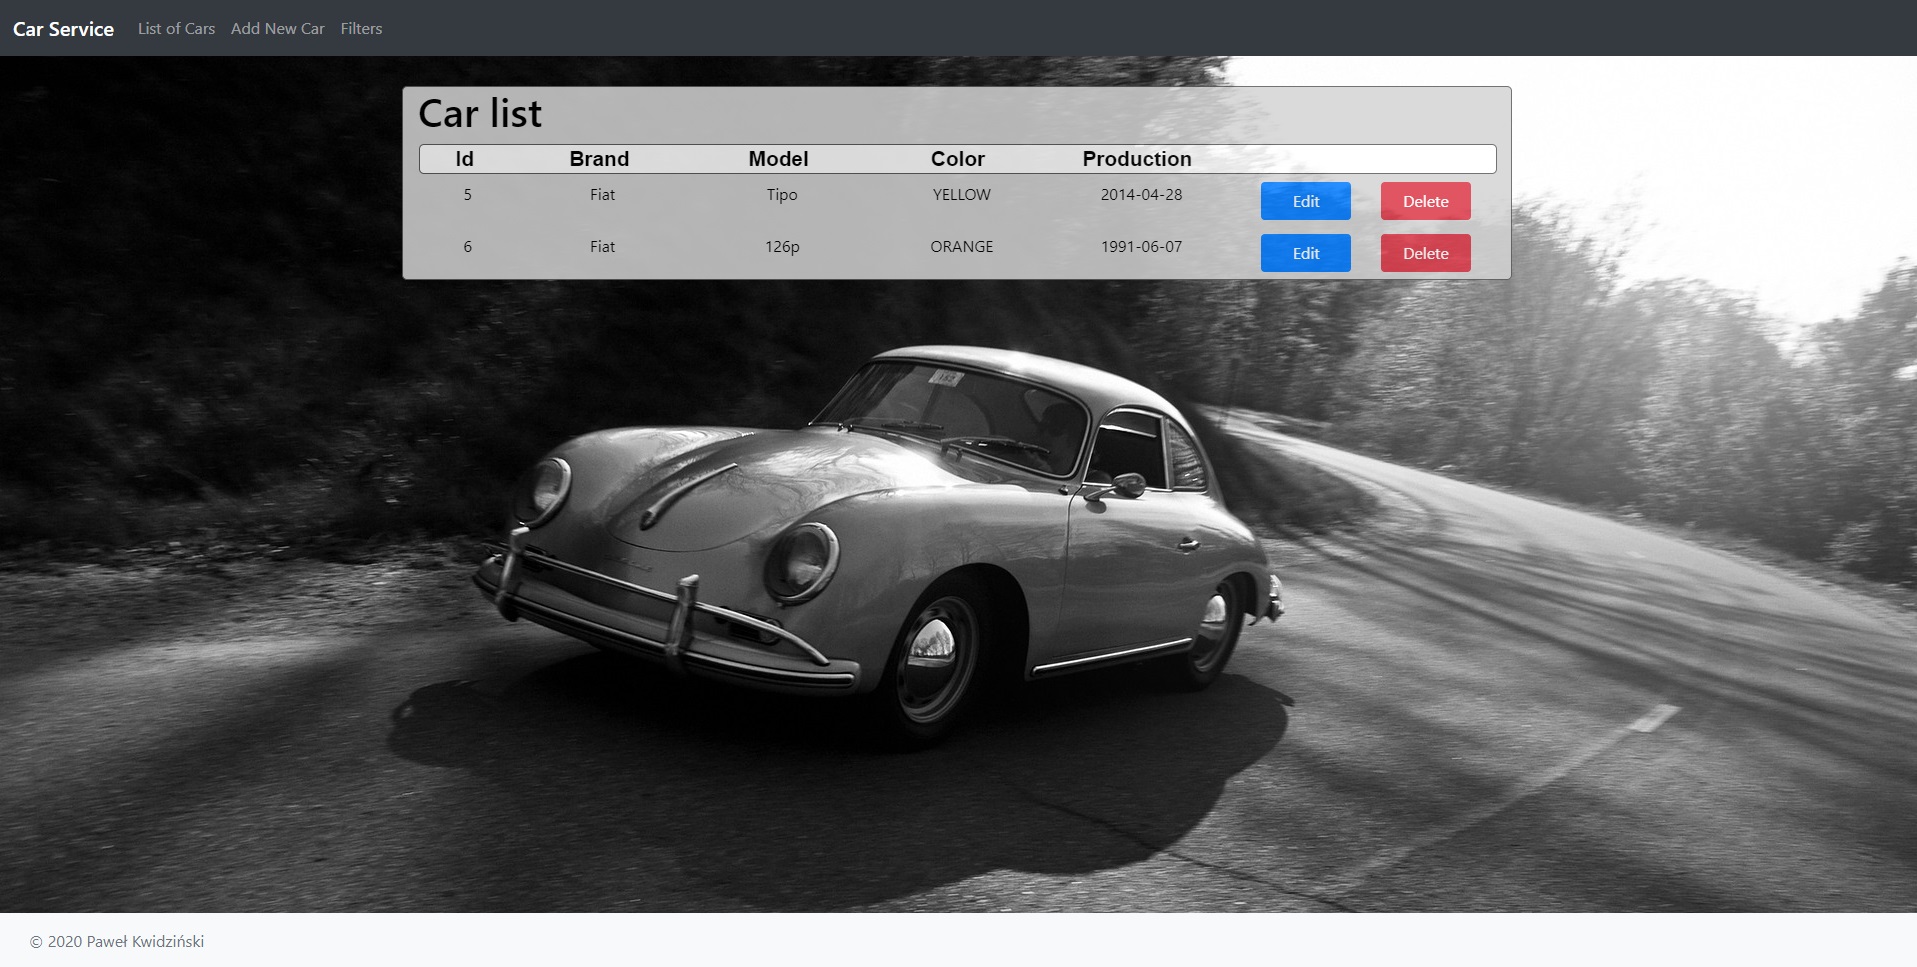 Car Service List of Cars Add New Car Filters
Car list
Id Brand Model Color Production
5 Fiat Tipo YELLOW 2014-04-28 Edit Delete
6 Fiat 126p ORANGE 1991-06-07 Edit Delete
© 2020 Paweł Kwidziński